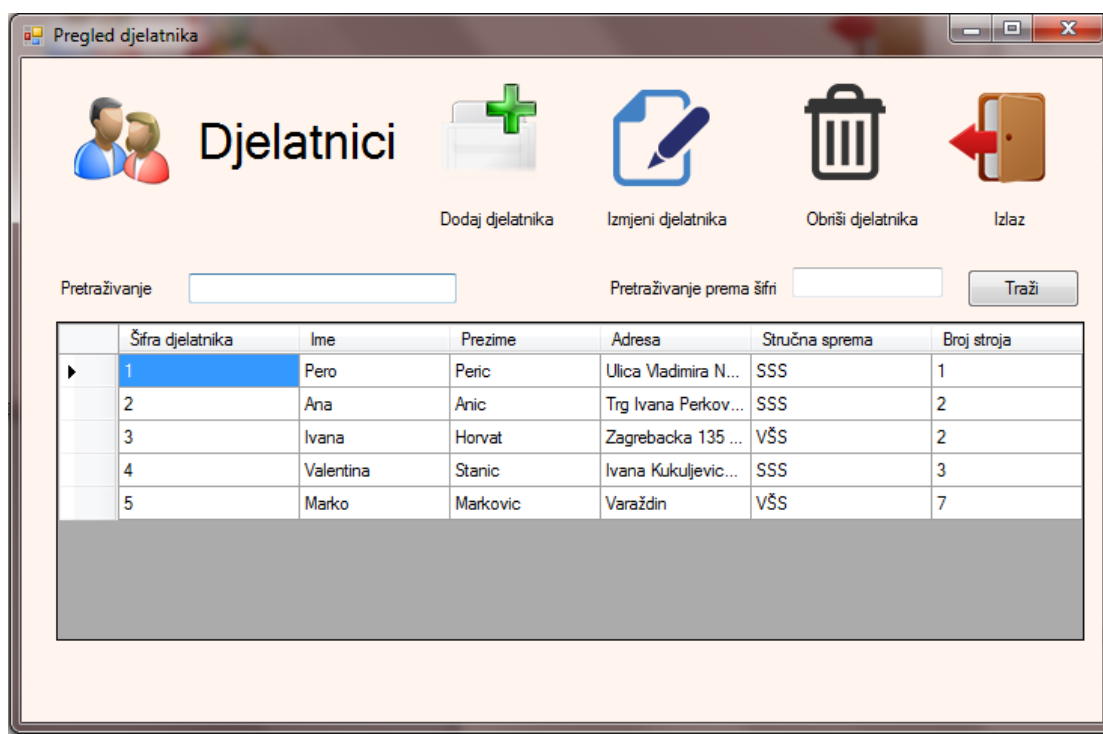 Pregled djelatnika
Djelatnici
Dodaj djelatnika Izmjeni djelatnika Obriši djelatnika Izlaz
Pretraživanje Pretraživanje prema šifri Traži
Šifra djelatnika Ime Prezime Adresa Stručna sprema Broj stroja
1 Pero Peric Ulica Vladimira N... SSS 1
2 Ana Anic Trg Ivana Perkov... SSS 2
3 Ivana Horvat Zagrebacka 135 ... VŠS 2
4 Valentina Stanic Ivana Kukuljevic... SSS 3
5 Marko Markovic Varaždin VŠS 7